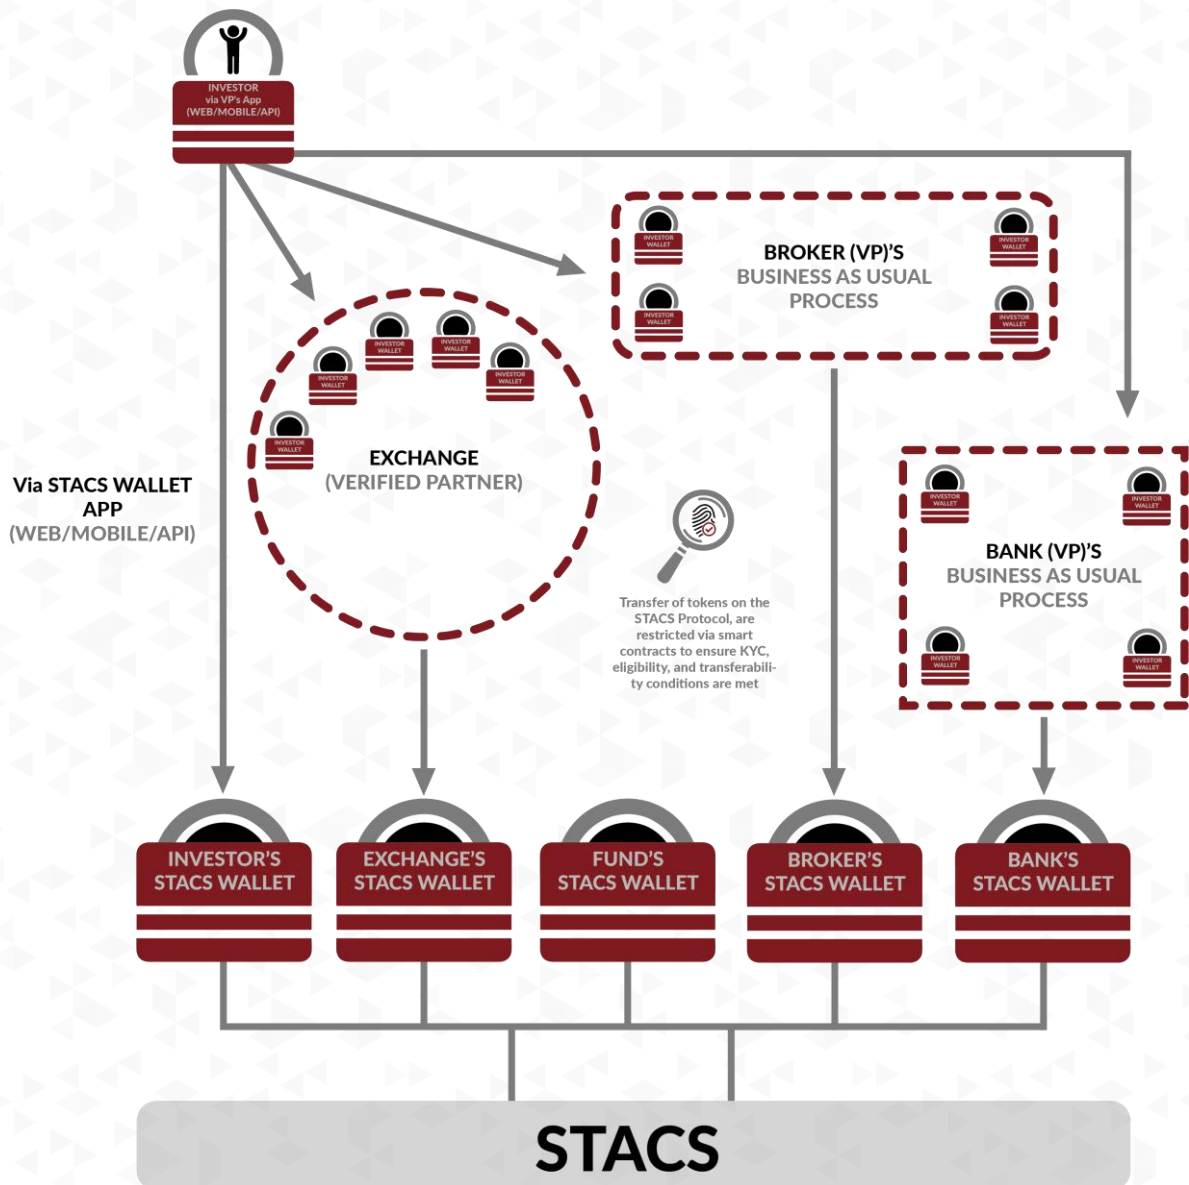 INVESTOR
via VP's App
(WEB/MOBILE/API)
INVESTOR
WALLET
INVESTOR
WALLET
BROKER (VP)'S
BUSINESS AS USUAL
PROCESS
INVESTOR
WALLET
INVESTOR
WALLET
INVESTOR
WALLET
INVESTOR
WALLET
INVESTOR
WALLET
INVESTOR
WALLET
INVESTOR
WALLET
EXCHANGE
(VERIFIED PARTNER)
Via STACS WALLET
APP
(WEB/MOBILE/API)
INVESTOR
WALLET
INVESTOR
WALLET
BANK (VP)'S
BUSINESS AS USUAL
PROCESS
INVESTOR
WALLET
INVESTOR
WALLET
Transfer of tokens on the
STACS Protocol, are
restricted via smart
contracts to ensure KYC,
eligibility, and transferabili-
ty conditions are met
INVESTOR'S
STACS WALLET
EXCHANGE'S
STACS WALLET
FUND'S
STACS WALLET
BROKER'S
STACS WALLET
BANK'S
STACS WALLET
STACS